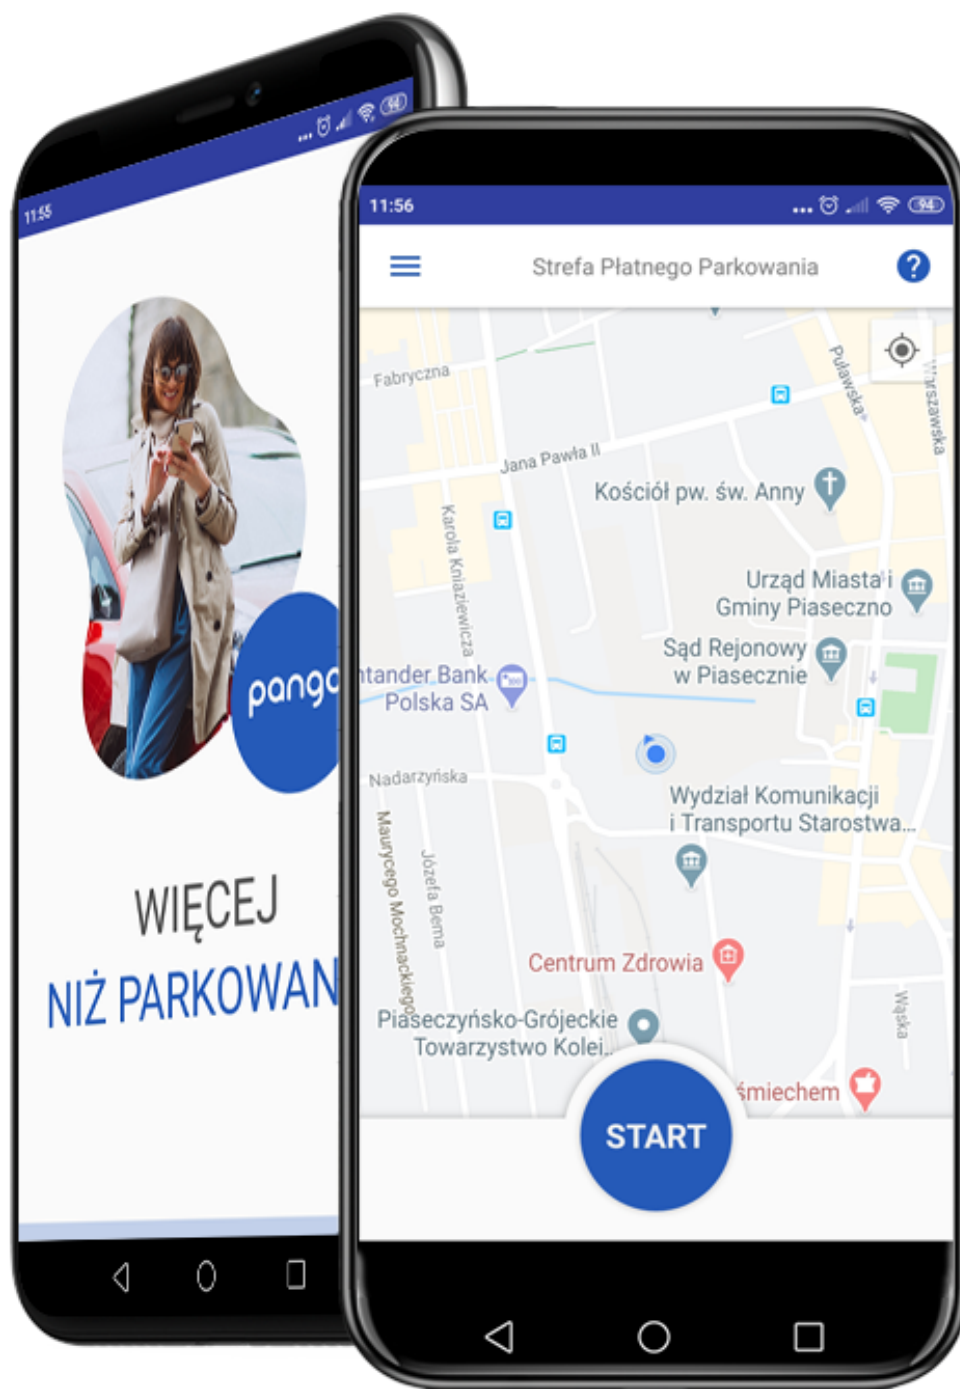 11:55
94
pango
WIĘCEJ
NIŻ PARKOWAN
11:56
94
Strefa Płatnego Parkowania
?
Fabryczna
Puławska
Warszawska
Jana Pawła II
Kościół pw. św. Anny
Karola Kniaziewicza
Urząd Miasta i
Gminy Piaseczno
Sąd Rejonowy
w Piasecznie
ntander Bank
Polska SA
Nadarzyńska
Wydział Komunikacji
i Transportu Starostwa...
Maurycego Mochnackiego
Józefa Bema
Centrum Zdrowia
Wąska
Piaseczyńsko-Grójeckie
Towarzystwo Kolei..
śmiechem
START